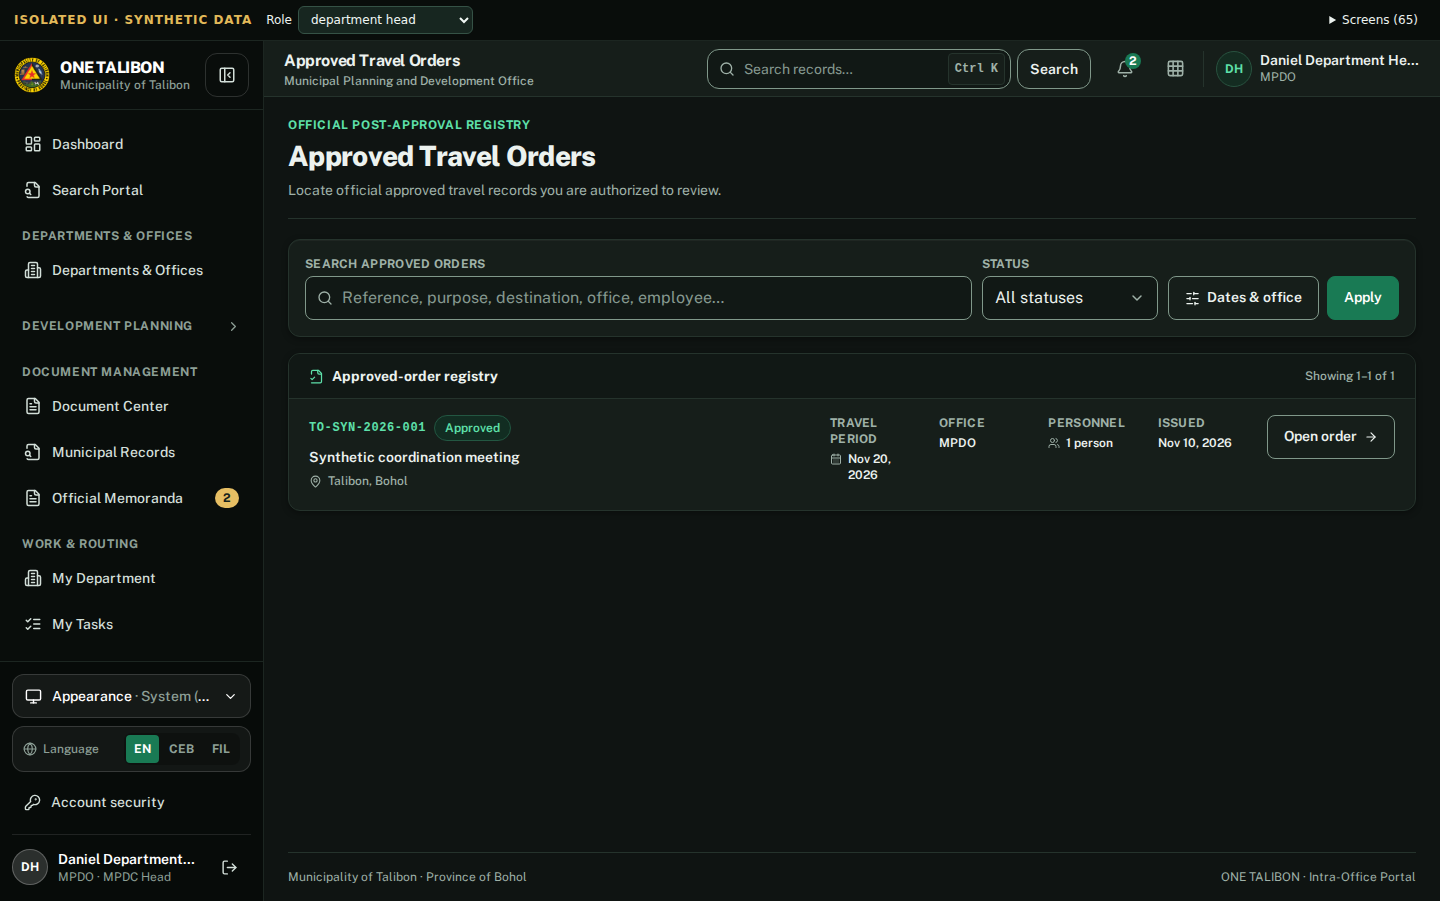 ISOLATED UI · SYNTHETIC DATA
Role
department head
Screens (65)
ONE TALIBON
Municipality of Talibon
Approved Travel Orders
Municipal Planning and Development Office
Search records...
Ctrl K
Search
2
DH
Daniel Department He...
MPDO
Dashboard
Search Portal
DEPARTMENTS & OFFICES
Departments & Offices
DEVELOPMENT PLANNING
DOCUMENT MANAGEMENT
Document Center
Municipal Records
Official Memoranda
2
WORK & ROUTING
My Department
My Tasks
Appearance · System (...
Language
EN
CEB
FIL
Account security
DH
Daniel Department...
MPDO · MPDC Head
OFFICIAL POST-APPROVAL REGISTRY
Approved Travel Orders
Locate official approved travel records you are authorized to review.
SEARCH APPROVED ORDERS
Reference, purpose, destination, office, employee...
STATUS
All statuses
Dates & office
Apply
Approved-order registry
Showing 1–1 of 1
TO-SYN-2026-001
Approved
Synthetic coordination meeting
Talibon, Bohol
TRAVEL
PERIOD
Nov 20,
2026
OFFICE
MPDO
PERSONNEL
1 person
ISSUED
Nov 10, 2026
Open order
Municipality of Talibon · Province of Bohol
ONE TALIBON · Intra-Office Portal